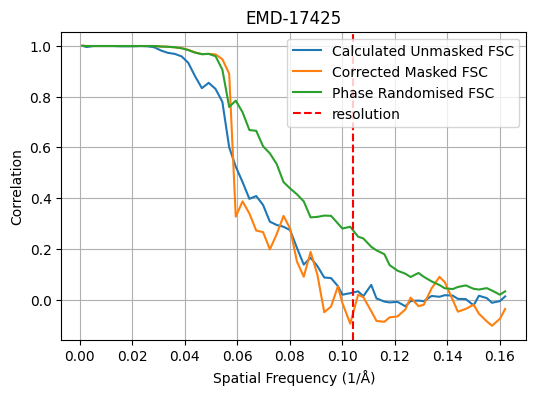 EMD-17425
Calculated Unmasked FSC
Corrected Masked FSC
Phase Randomised FSC
resolution
Correlation
1.0
0.8
0.6
0.4
0.2
0.0
0.00 0.02 0.04 0.06 0.08 0.10 0.12 0.14 0.16
Spatial Frequency (1/Å)